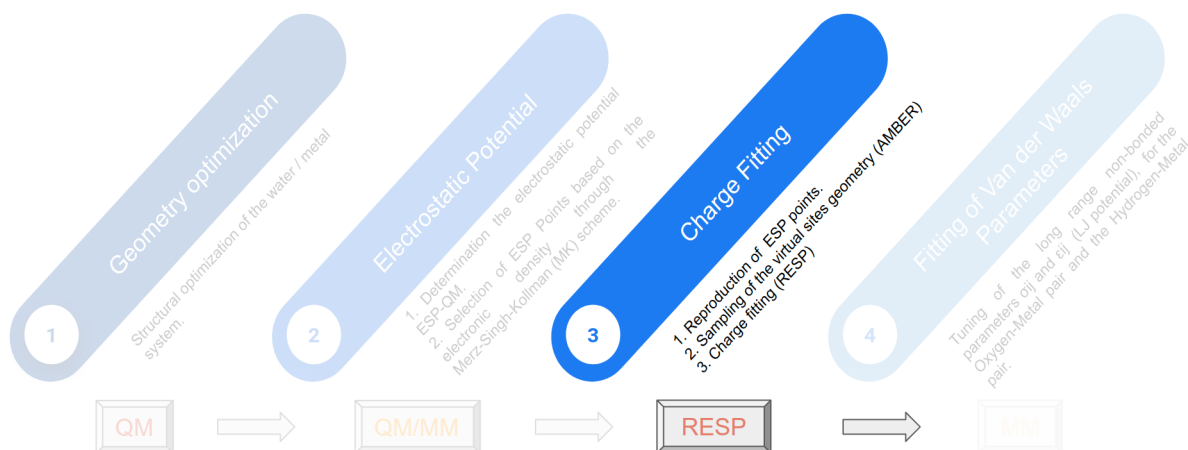 Geometry optimization
1
Structural optimization of the water / metal
system.
Electrostatic Potential
2
1. Determination the electrostatic potential
ESP-QM.
2. Selection of ESP Points based on the
electronic density through the
Merz-Singh-Kollman (MK) scheme.
Charge Fitting
3
1. Reproduction of ESP points.
2. Sampling of the virtual sites geometry (AMBER)
3. Charge fitting (RESP)
Fitting of Van der Waals
Parameters
4
Tuning of the long range non-bonded
parameters σij and εij (LJ potential), for the
Oxygen-Metal pair and the Hydrogen-Metal
pair.
QM
QM/MM
RESP
MM